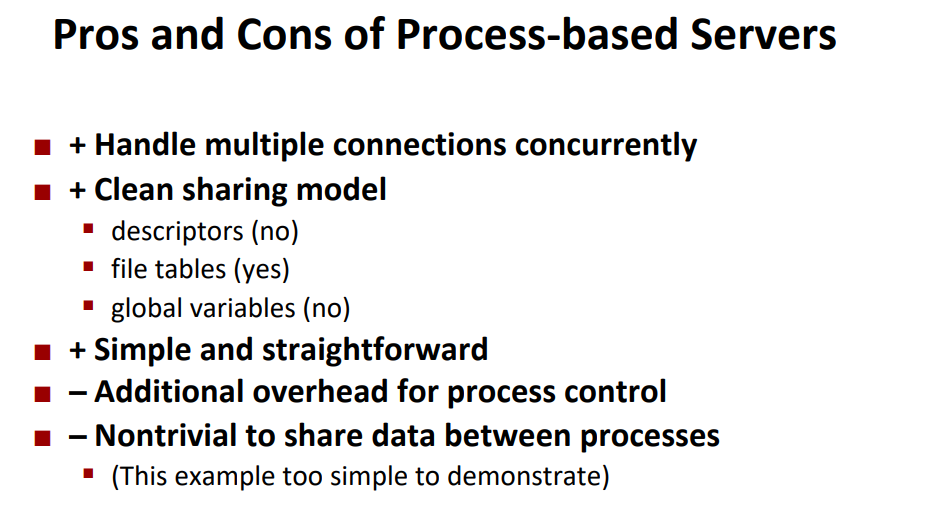 Pros and Cons of Process-based Servers
+ Handle multiple connections concurrently
+ Clean sharing model
descriptors (no)
file tables (yes)
global variables (no)
+ Simple and straightforward
– Additional overhead for process control
– Nontrivial to share data between processes
(This example too simple to demonstrate)